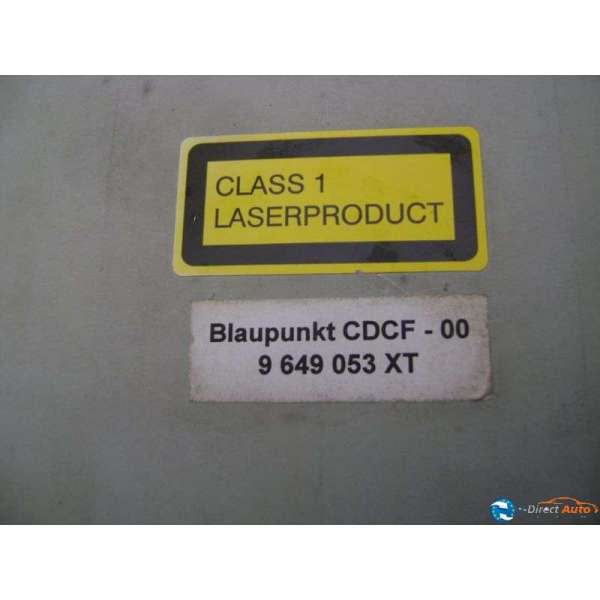 CLASS 1
LASERPRODUCT
Blaupunkt CDCF - 00
9 649 053 XT
Direct Auto